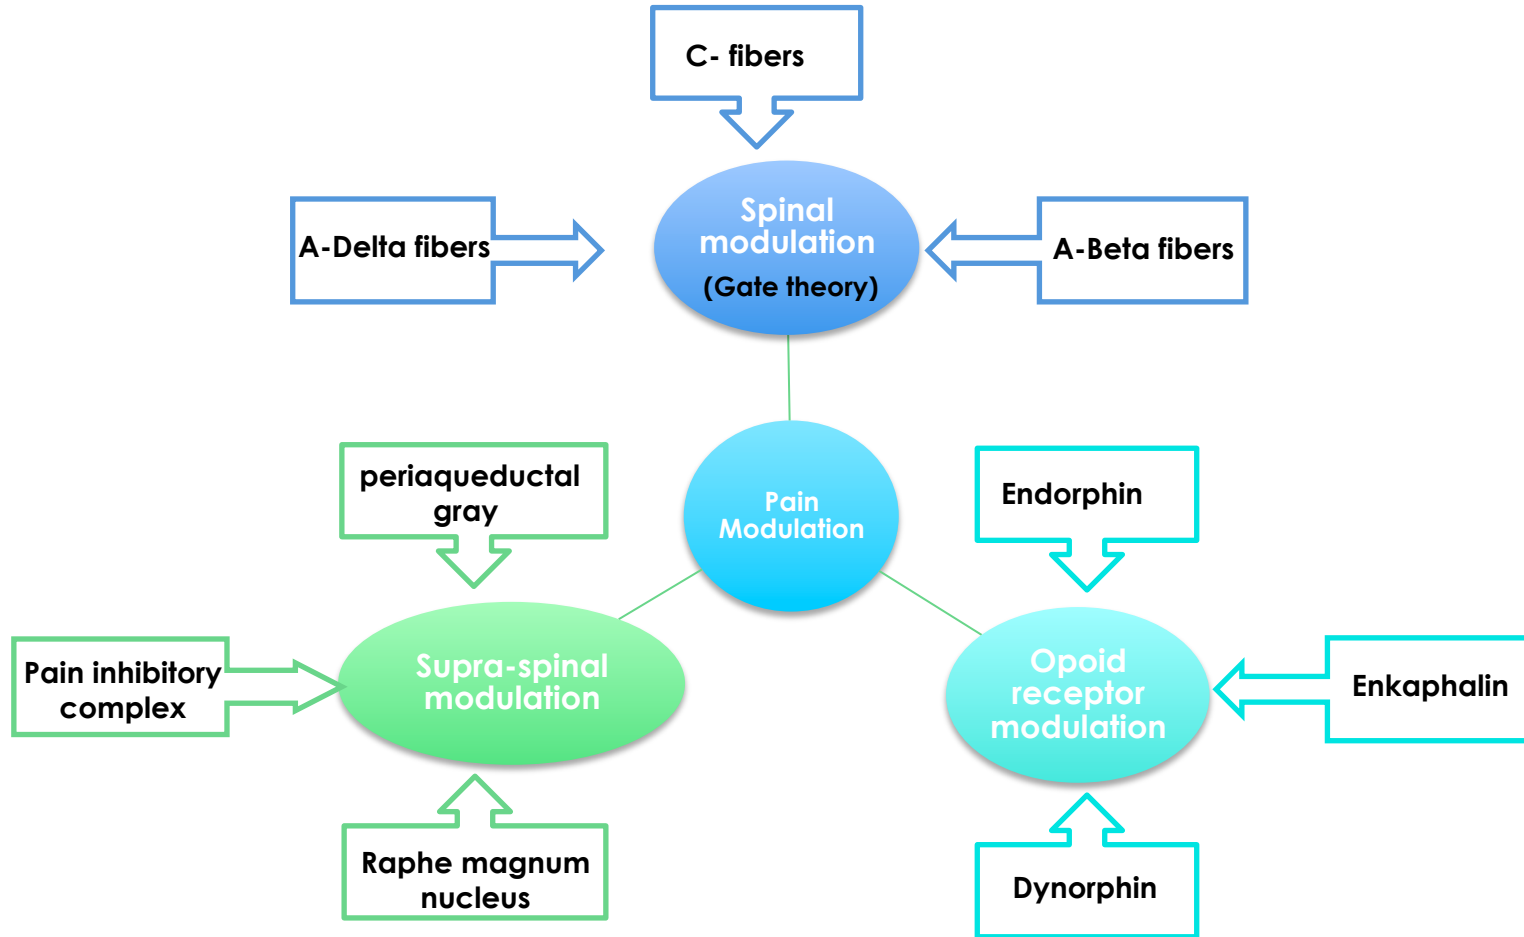 C- fibers
Spinal
modulation
(Gate theory)
A-Delta fibers
A-Beta fibers
Pain
Modulation
periaqueductal
gray
Supra-spinal
modulation
Pain inhibitory
complex
Raphe magnum
nucleus
Endorphin
Opoid
receptor
modulation
Enkaphalin
Dynorphin